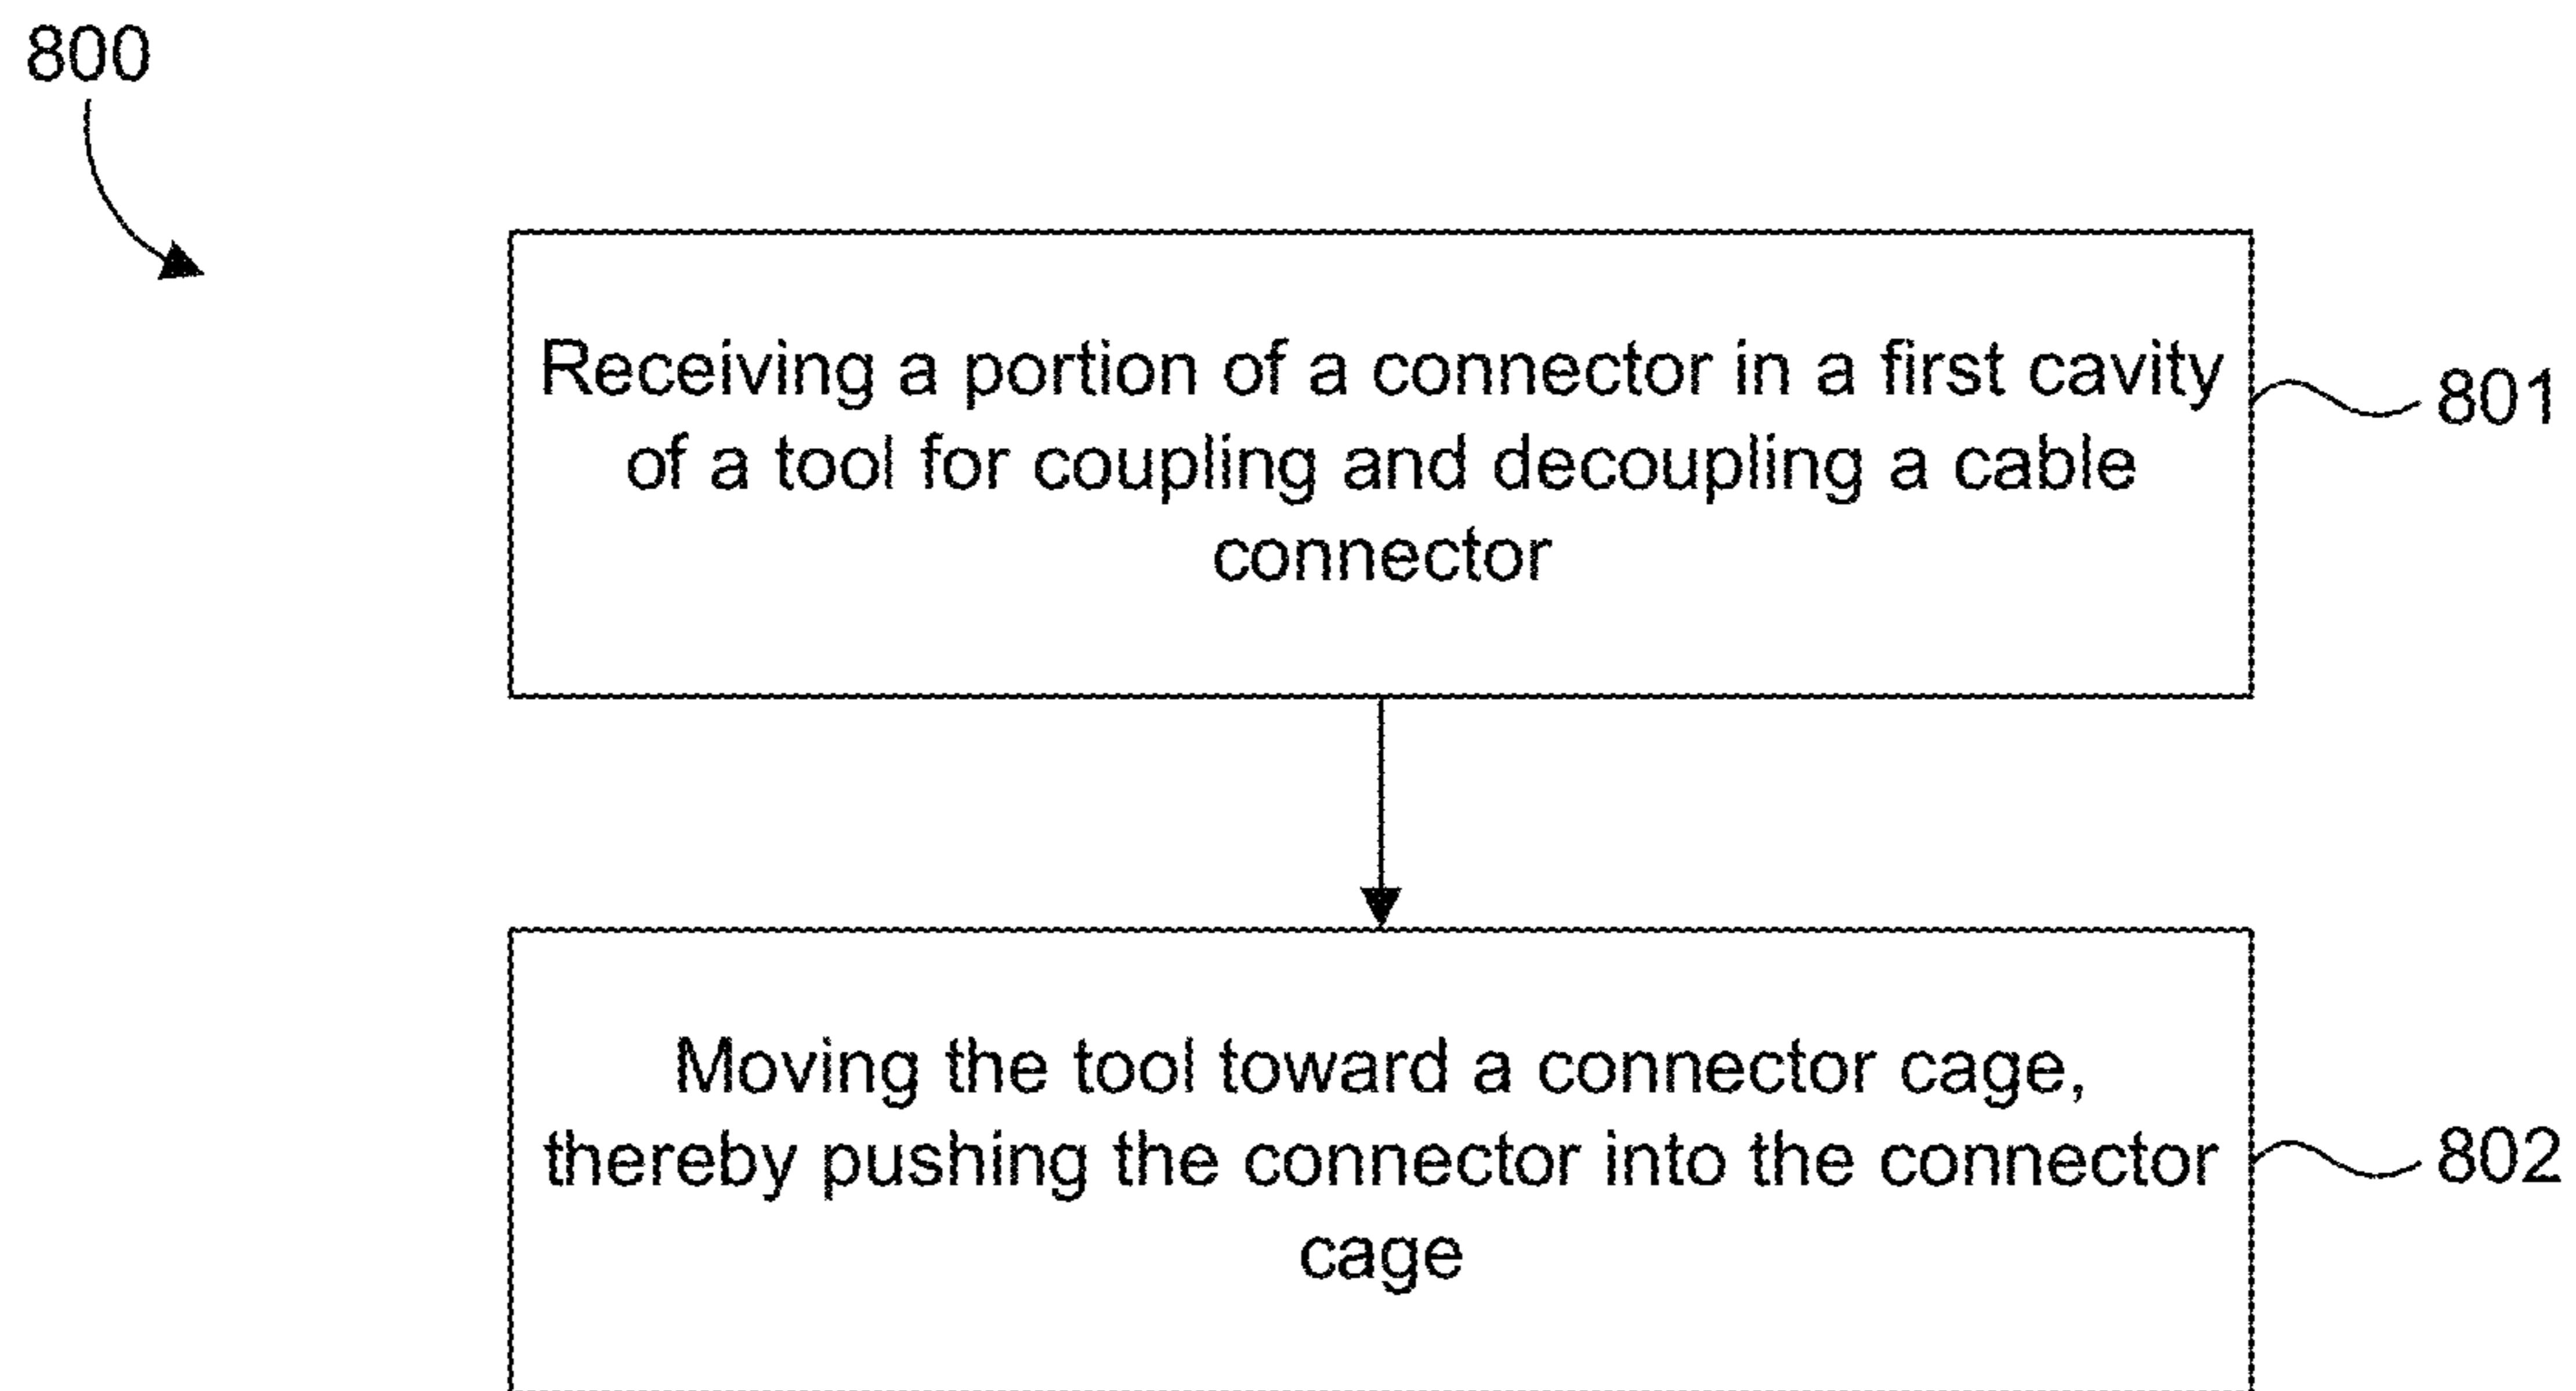 800
Receiving a portion of a connector in a first cavity
of a tool for coupling and decoupling a cable
connector
801
Moving the tool toward a connector cage,
thereby pushing the connector into the connector
cage
802